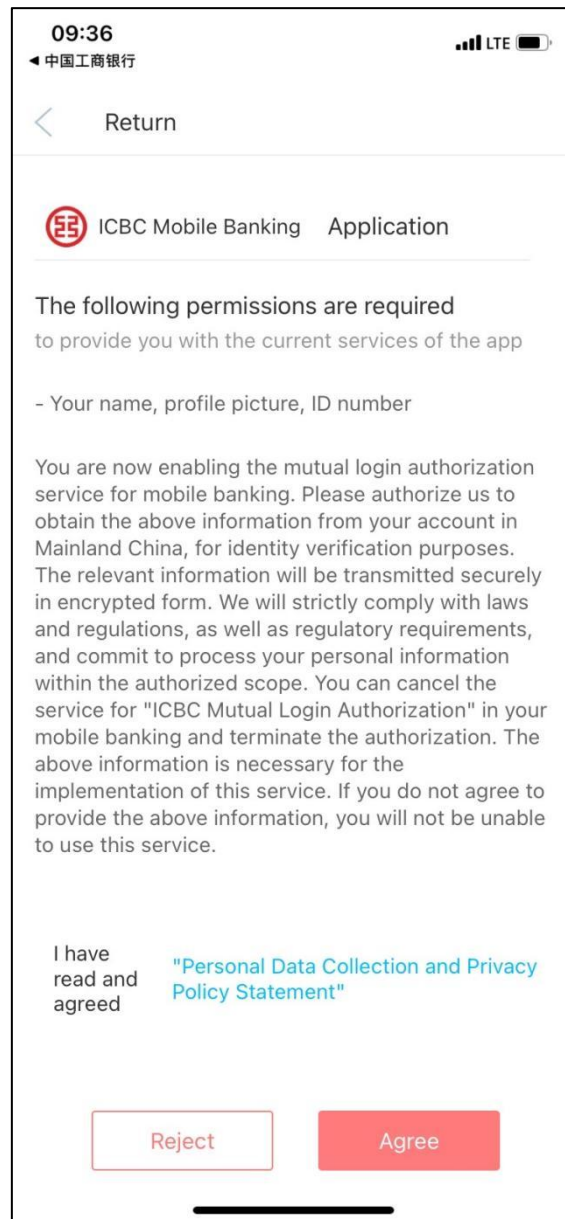 09:36
LTE
◀ 中国工商银行
Return
ICBC Mobile Banking Application
The following permissions are required
to provide you with the current services of the app
- Your name, profile picture, ID number
You are now enabling the mutual login authorization
service for mobile banking. Please authorize us to
obtain the above information from your account in
Mainland China, for identity verification purposes.
The relevant information will be transmitted securely
in encrypted form. We will strictly comply with laws
and regulations, as well as regulatory requirements,
and commit to process your personal information
within the authorized scope. You can cancel the
service for "ICBC Mutual Login Authorization" in your
mobile banking and terminate the authorization. The
above information is necessary for the
implementation of this service. If you do not agree to
provide the above information, you will not be unable
to use this service.
I have
read and
agreed
"Personal Data Collection and Privacy
Policy Statement"
Reject
Agree